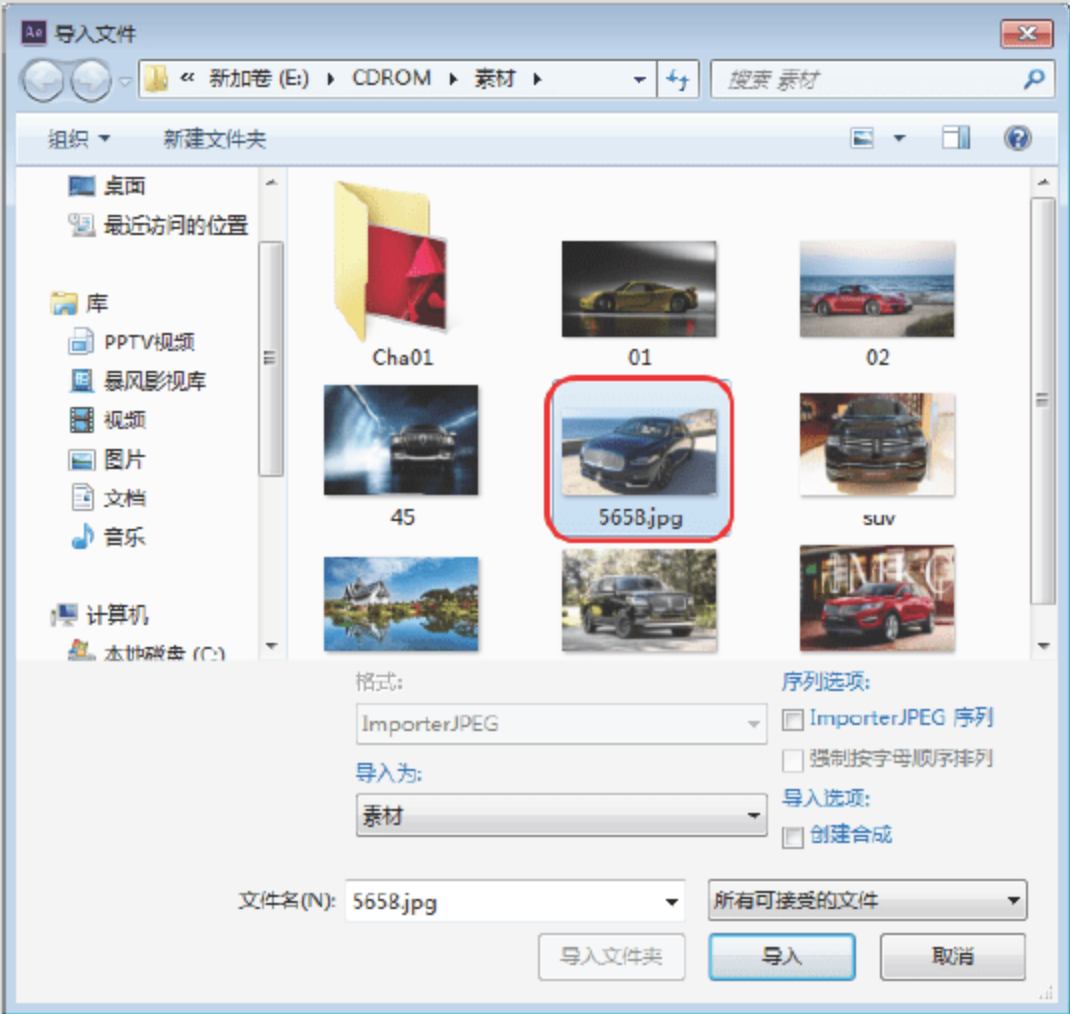 Ae 导入文件
« 新加卷 (E:) ▸ CDROM ▸ 素材 ▸
搜索 素材
组织 新建文件夹
桌面
最近访问的位置
库
PPTV视频
暴风影视库
视频
图片
文档
音乐
计算机
本地磁盘 (C:)
Cha01 01 02
45 5658.jpg suv
格式:
ImporterJPEG
导入为:
素材
序列选项:
ImporterJPEG 序列
强制按字母顺序排列
导入选项:
创建合成
文件名(N): 5658.jpg 所有可接受的文件
导入文件夹 导入 取消